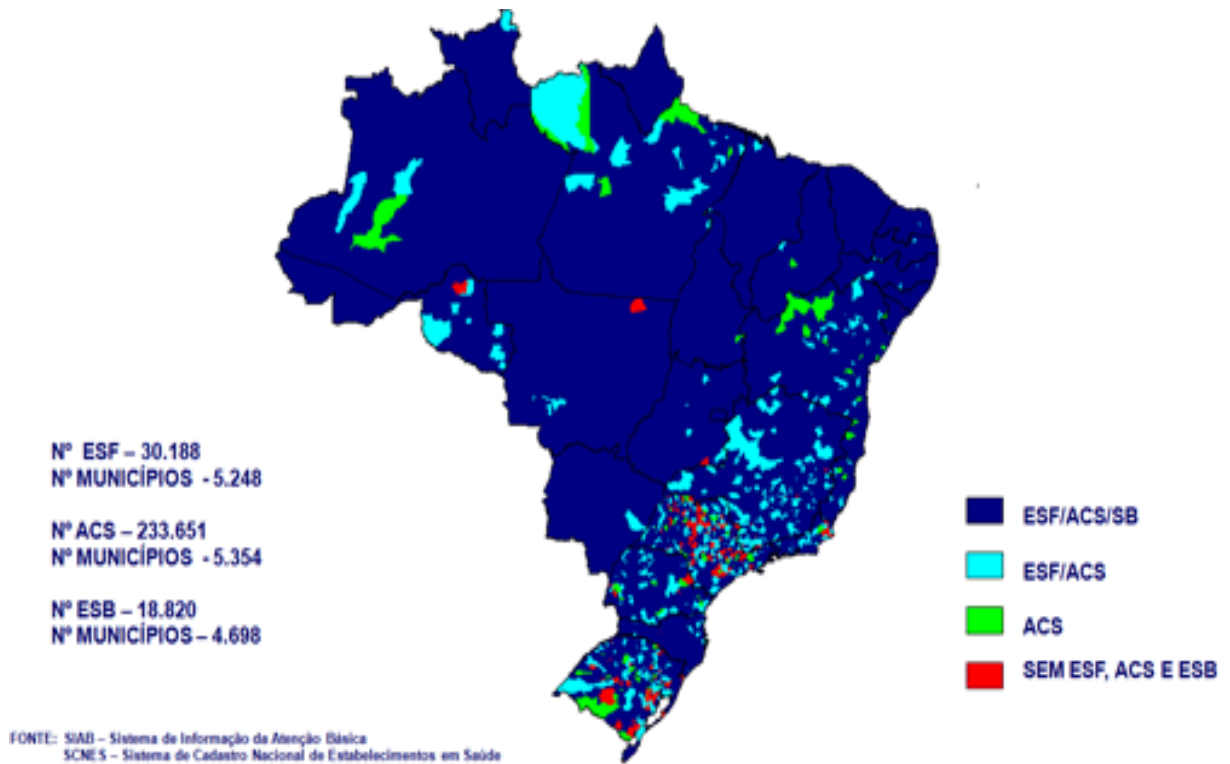 Nº ESF – 30.188
Nº MUNICÍPIOS - 5.248
Nº ACS – 233.651
Nº MUNICÍPIOS - 5.354
Nº ESB – 18.820
Nº MUNICÍPIOS – 4.698
ESF/ACS/SB
ESF/ACS
ACS
SEM ESF, ACS E ESB
FONTE: SIAB – Sistema de Informação da Atenção Básica
SCNES – Sistema de Cadastro Nacional de Estabelecimentos em Saúde